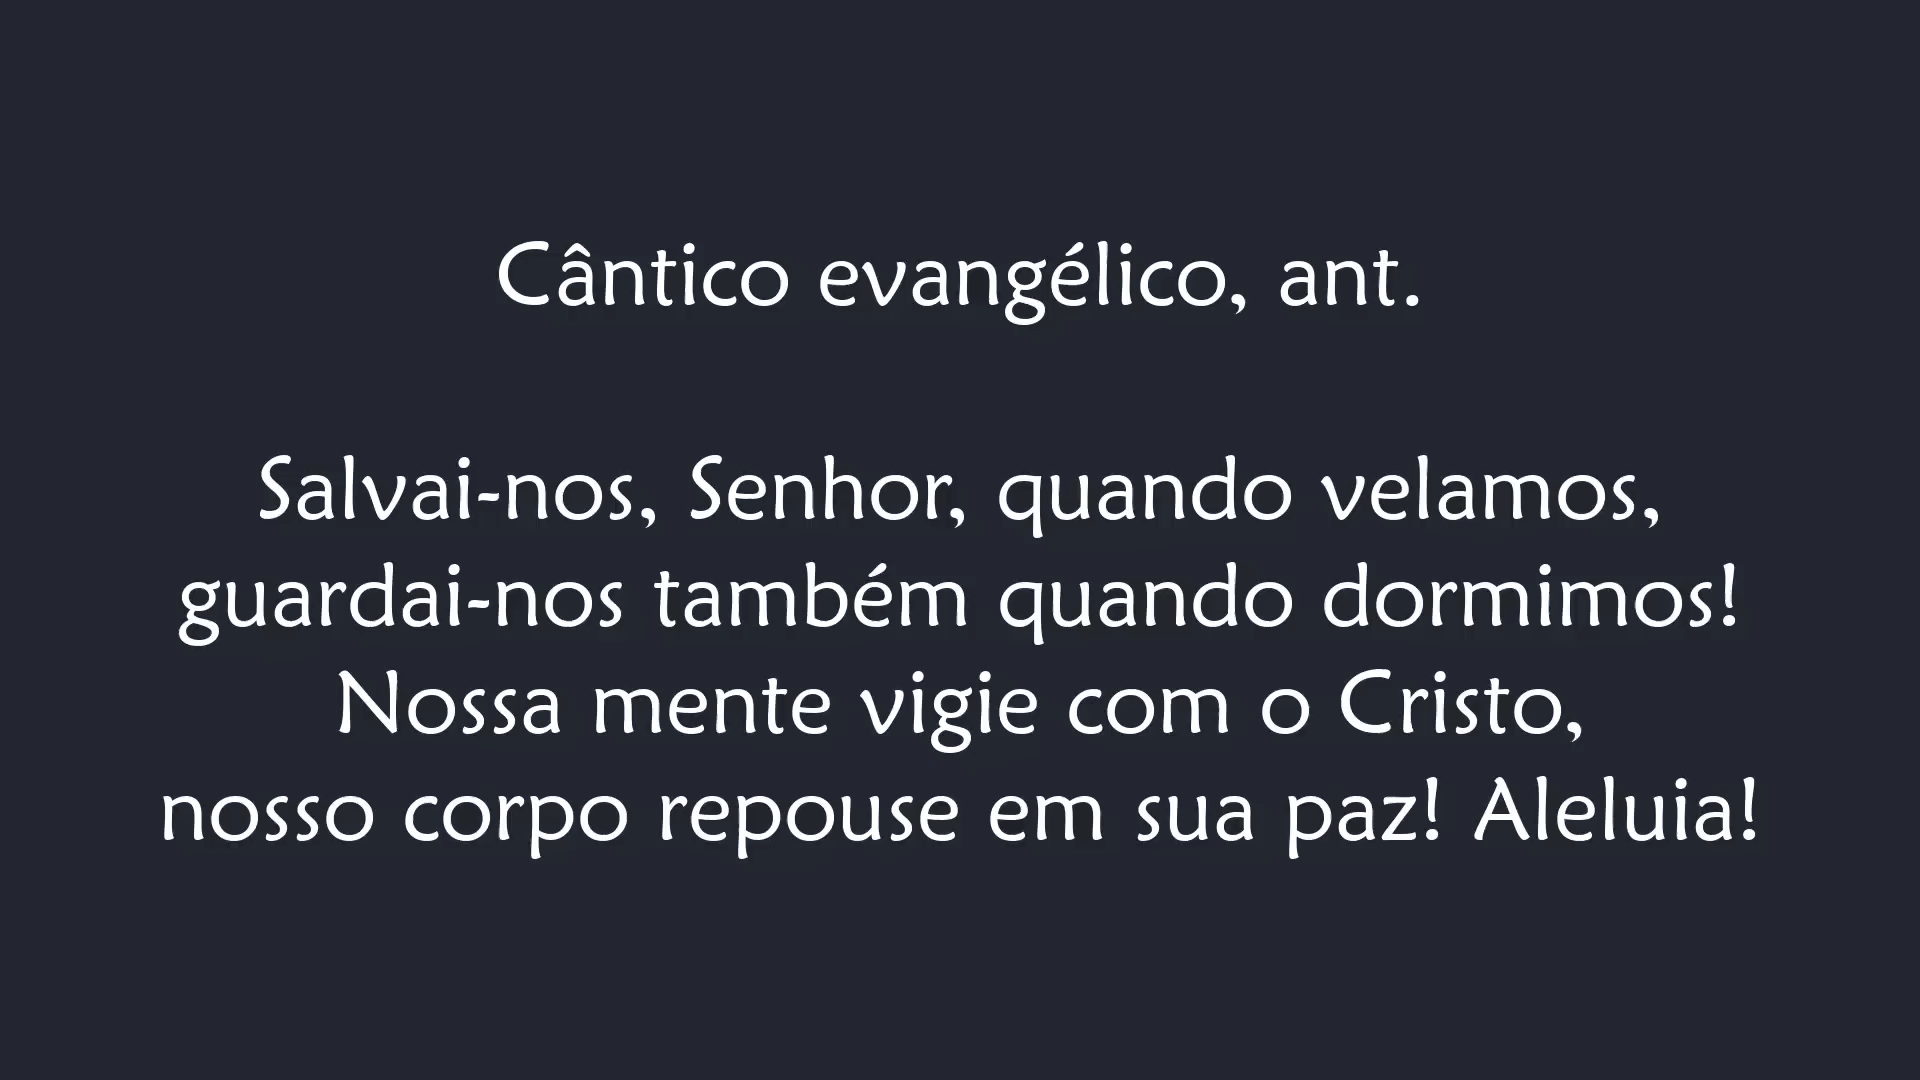 Cântico evangélico, ant.
Salvai-nos, Senhor, quando velamos,
guardai-nos também quando dormimos!
Nossa mente vigie com o Cristo,
nosso corpo repouse em sua paz! Aleluia!